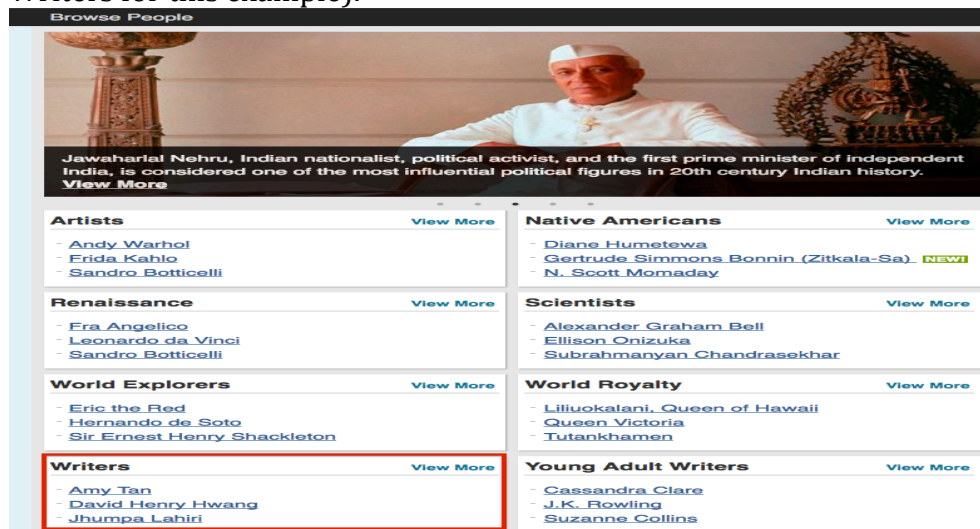 Writers for this example).
Browse People
Jawaharlal Nehru, Indian nationalist, political activist, and the first prime minister of independent
India, is considered one of the most influential political figures in 20th century Indian history.
View More
Artists View More
- Andy Warhol
- Frida Kahlo
- Sandro Botticelli
Native Americans View More
- Diane Humetewa
- Gertrude Simmons Bonnin (Zitkala-Sa) NEW!
- N. Scott Momaday
Renaissance View More
- Fra Angelico
- Leonardo da Vinci
- Sandro Botticelli
Scientists View More
- Alexander Graham Bell
- Ellison Onizuka
- Subrahmanyan Chandrasekhar
World Explorers View More
- Eric the Red
- Hernando de Soto
- Sir Ernest Henry Shackleton
World Royalty View More
- Liliuokalani, Queen of Hawaii
- Queen Victoria
- Tutankhamen
Writers View More
- Amy Tan
- David Henry Hwang
- Jhumpa Lahiri
Young Adult Writers View More
- Cassandra Clare
- J.K. Rowling
- Suzanne Collins